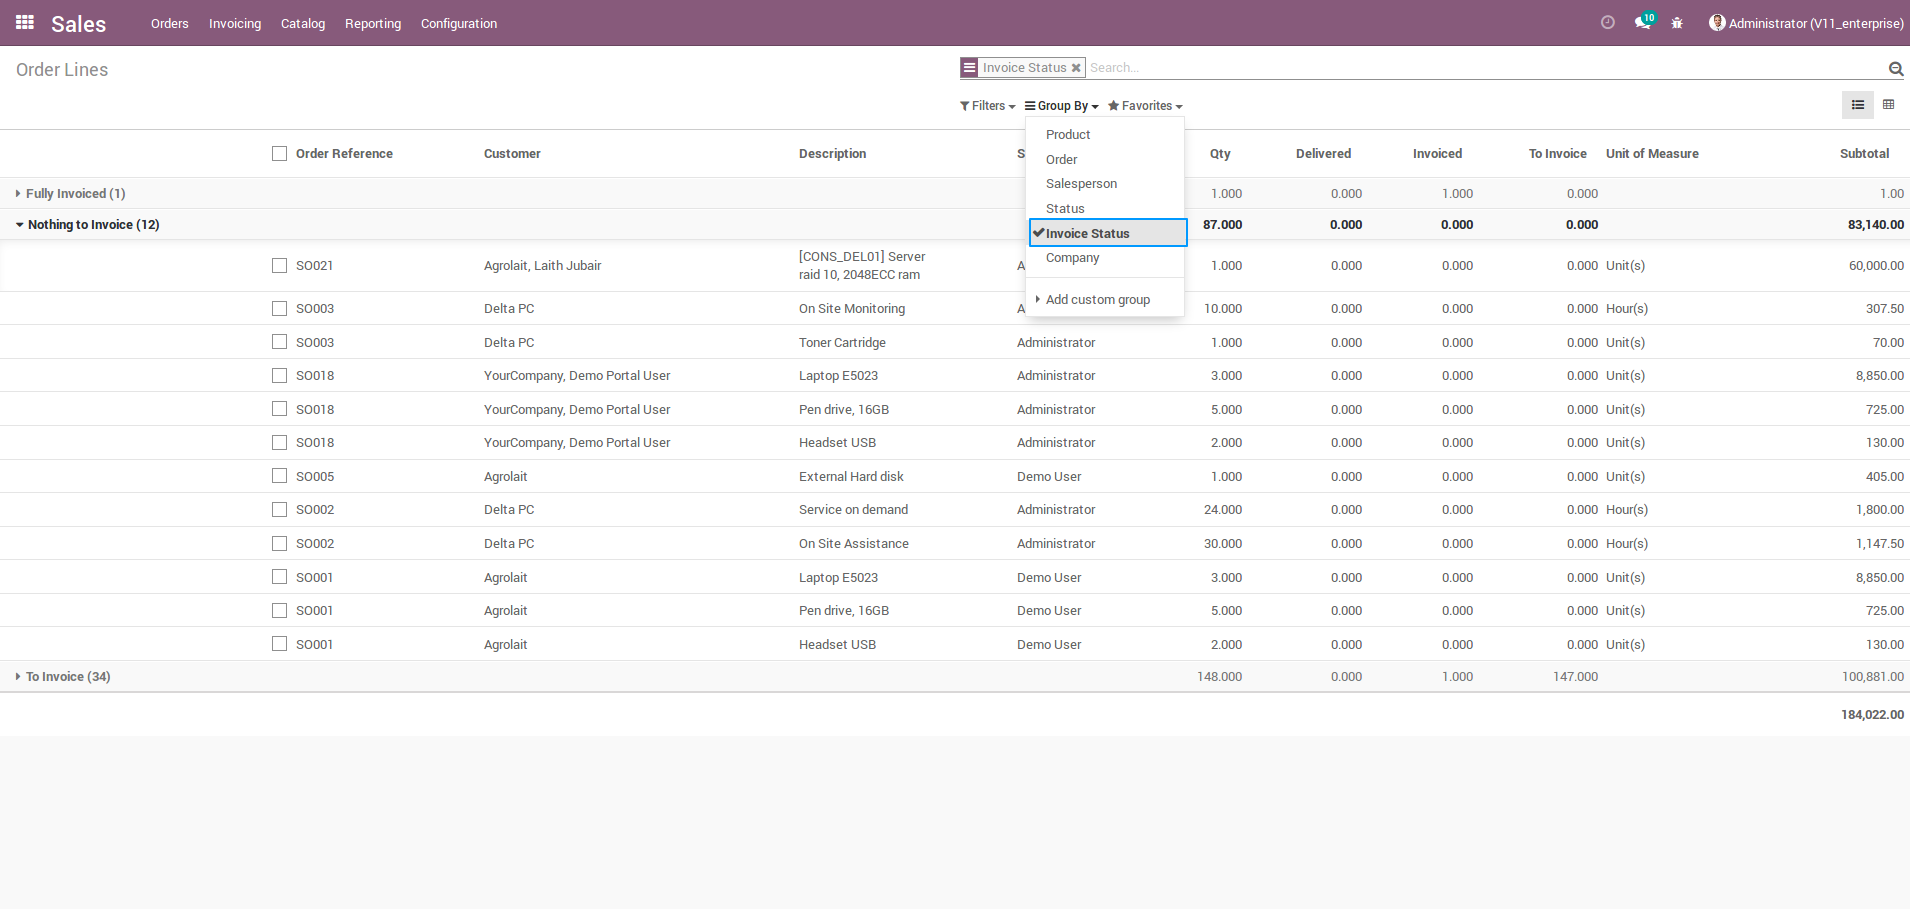 Sales Orders Invoicing Catalog Reporting Configuration 10 Administrator (V11_enterprise)
Order Lines Invoice Status Search...
Filters Group By Favorites
Product
Order
Salesperson
Status
Invoice Status
Company
Add custom group
Order Reference Customer Description S Qty Delivered Invoiced To Invoice Unit of Measure Subtotal
Fully Invoiced (1) 1.000 0.000 1.000 0.000 1.00
Nothing to Invoice (12) 87.000 0.000 0.000 0.000 83,140.00
SO021 Agrolait, Laith Jubair [CONS_DEL01] Server A 1.000 0.000 0.000 0.000 Unit(s) 60,000.00
raid 10, 2048ECC ram
SO003 Delta PC On Site Monitoring A 10.000 0.000 0.000 0.000 Hour(s) 307.50
SO003 Delta PC Toner Cartridge Administrator 1.000 0.000 0.000 0.000 Unit(s) 70.00
SO018 YourCompany, Demo Portal User Laptop E5023 Administrator 3.000 0.000 0.000 0.000 Unit(s) 8,850.00
SO018 YourCompany, Demo Portal User Pen drive, 16GB Administrator 5.000 0.000 0.000 0.000 Unit(s) 725.00
SO018 YourCompany, Demo Portal User Headset USB Administrator 2.000 0.000 0.000 0.000 Unit(s) 130.00
SO005 Agrolait External Hard disk Demo User 1.000 0.000 0.000 0.000 Unit(s) 405.00
SO002 Delta PC Service on demand Administrator 24.000 0.000 0.000 0.000 Hour(s) 1,800.00
SO002 Delta PC On Site Assistance Administrator 30.000 0.000 0.000 0.000 Hour(s) 1,147.50
SO001 Agrolait Laptop E5023 Demo User 3.000 0.000 0.000 0.000 Unit(s) 8,850.00
SO001 Agrolait Pen drive, 16GB Demo User 5.000 0.000 0.000 0.000 Unit(s) 725.00
SO001 Agrolait Headset USB Demo User 2.000 0.000 0.000 0.000 Unit(s) 130.00
To Invoice (34) 148.000 0.000 1.000 147.000 100,881.00
184,022.00